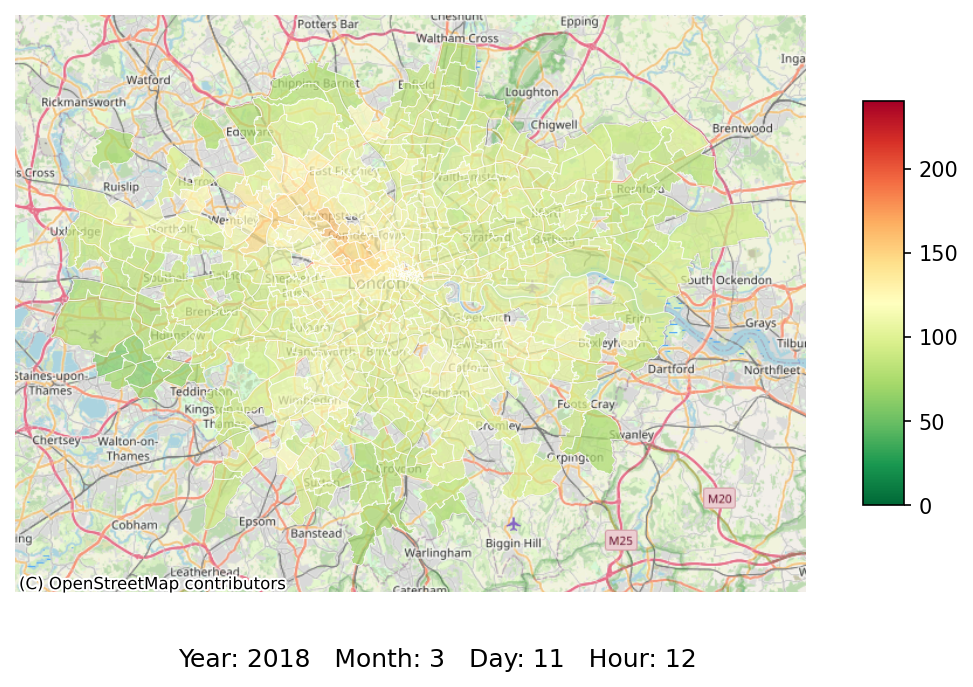 Potters Bar Cheshunt Epping
Waltham Cross
Watford Chipping Barnet Enfield Loughton Inga
Rickmansworth Edgware Chigwell Brentwood
s Cross Ruislip Harrow East Finchley Walthamstow Romford
Wembley Hampstead
Uxbridge Northolt Camden Town Stratford Barking
Southall Shepherd's Bush South Ockendon
London
Brentford Greenwich Erith Grays
Hounslow Fulham Tilbu
Wandsworth Brixton Lewisham Bexleyheath
Staines-upon-Thames Catford Dartford Northfleet
Teddington Wimbledon Sydenham Foots Cray
Kingston upon Thames
Chertsey Walton-on-Thames Bromley Swanley
Croydon Orpington
Sutton M20
Cobham Epsom Banstead Biggin Hill M25
Warlingham
Leatherhead
Caterham
(C) OpenStreetMap contributors
200
150
100
50
0
Year: 2018 Month: 3 Day: 11 Hour: 12